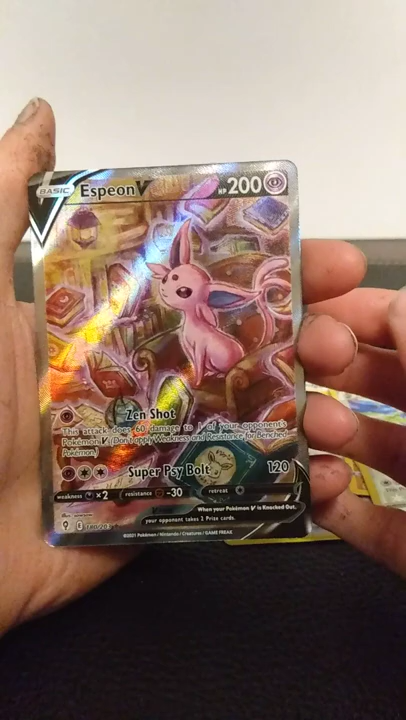 BASIC Espeon V HP 200
Zen Shot
This attack does 60 damage to 1 of your opponent's
Pokémon V. (Don't apply Weakness and Resistance for Benched
Pokémon.)
Super Psy Bolt 120
weakness ×2 resistance -30 retreat
When your Pokémon V is Knocked Out,
your opponent takes 2 Prize cards.
E 180/203
©2021 Pokémon / Nintendo / Creatures / GAME FREAK